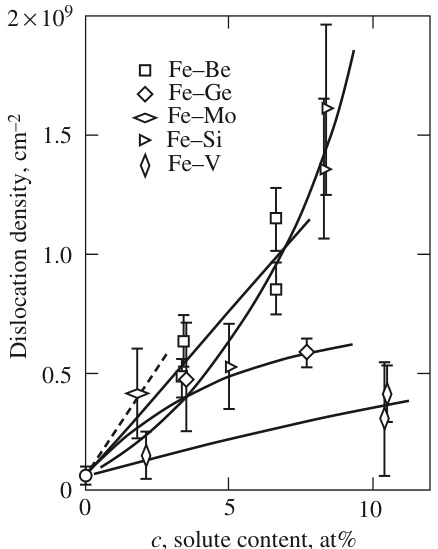 2 × 10⁹
Fe–Be
Fe–Ge
Fe–Mo
Fe–Si
Fe–V
1.5
1.0
0.5
0
Dislocation density, cm⁻²
0
5
10
c, solute content, at%